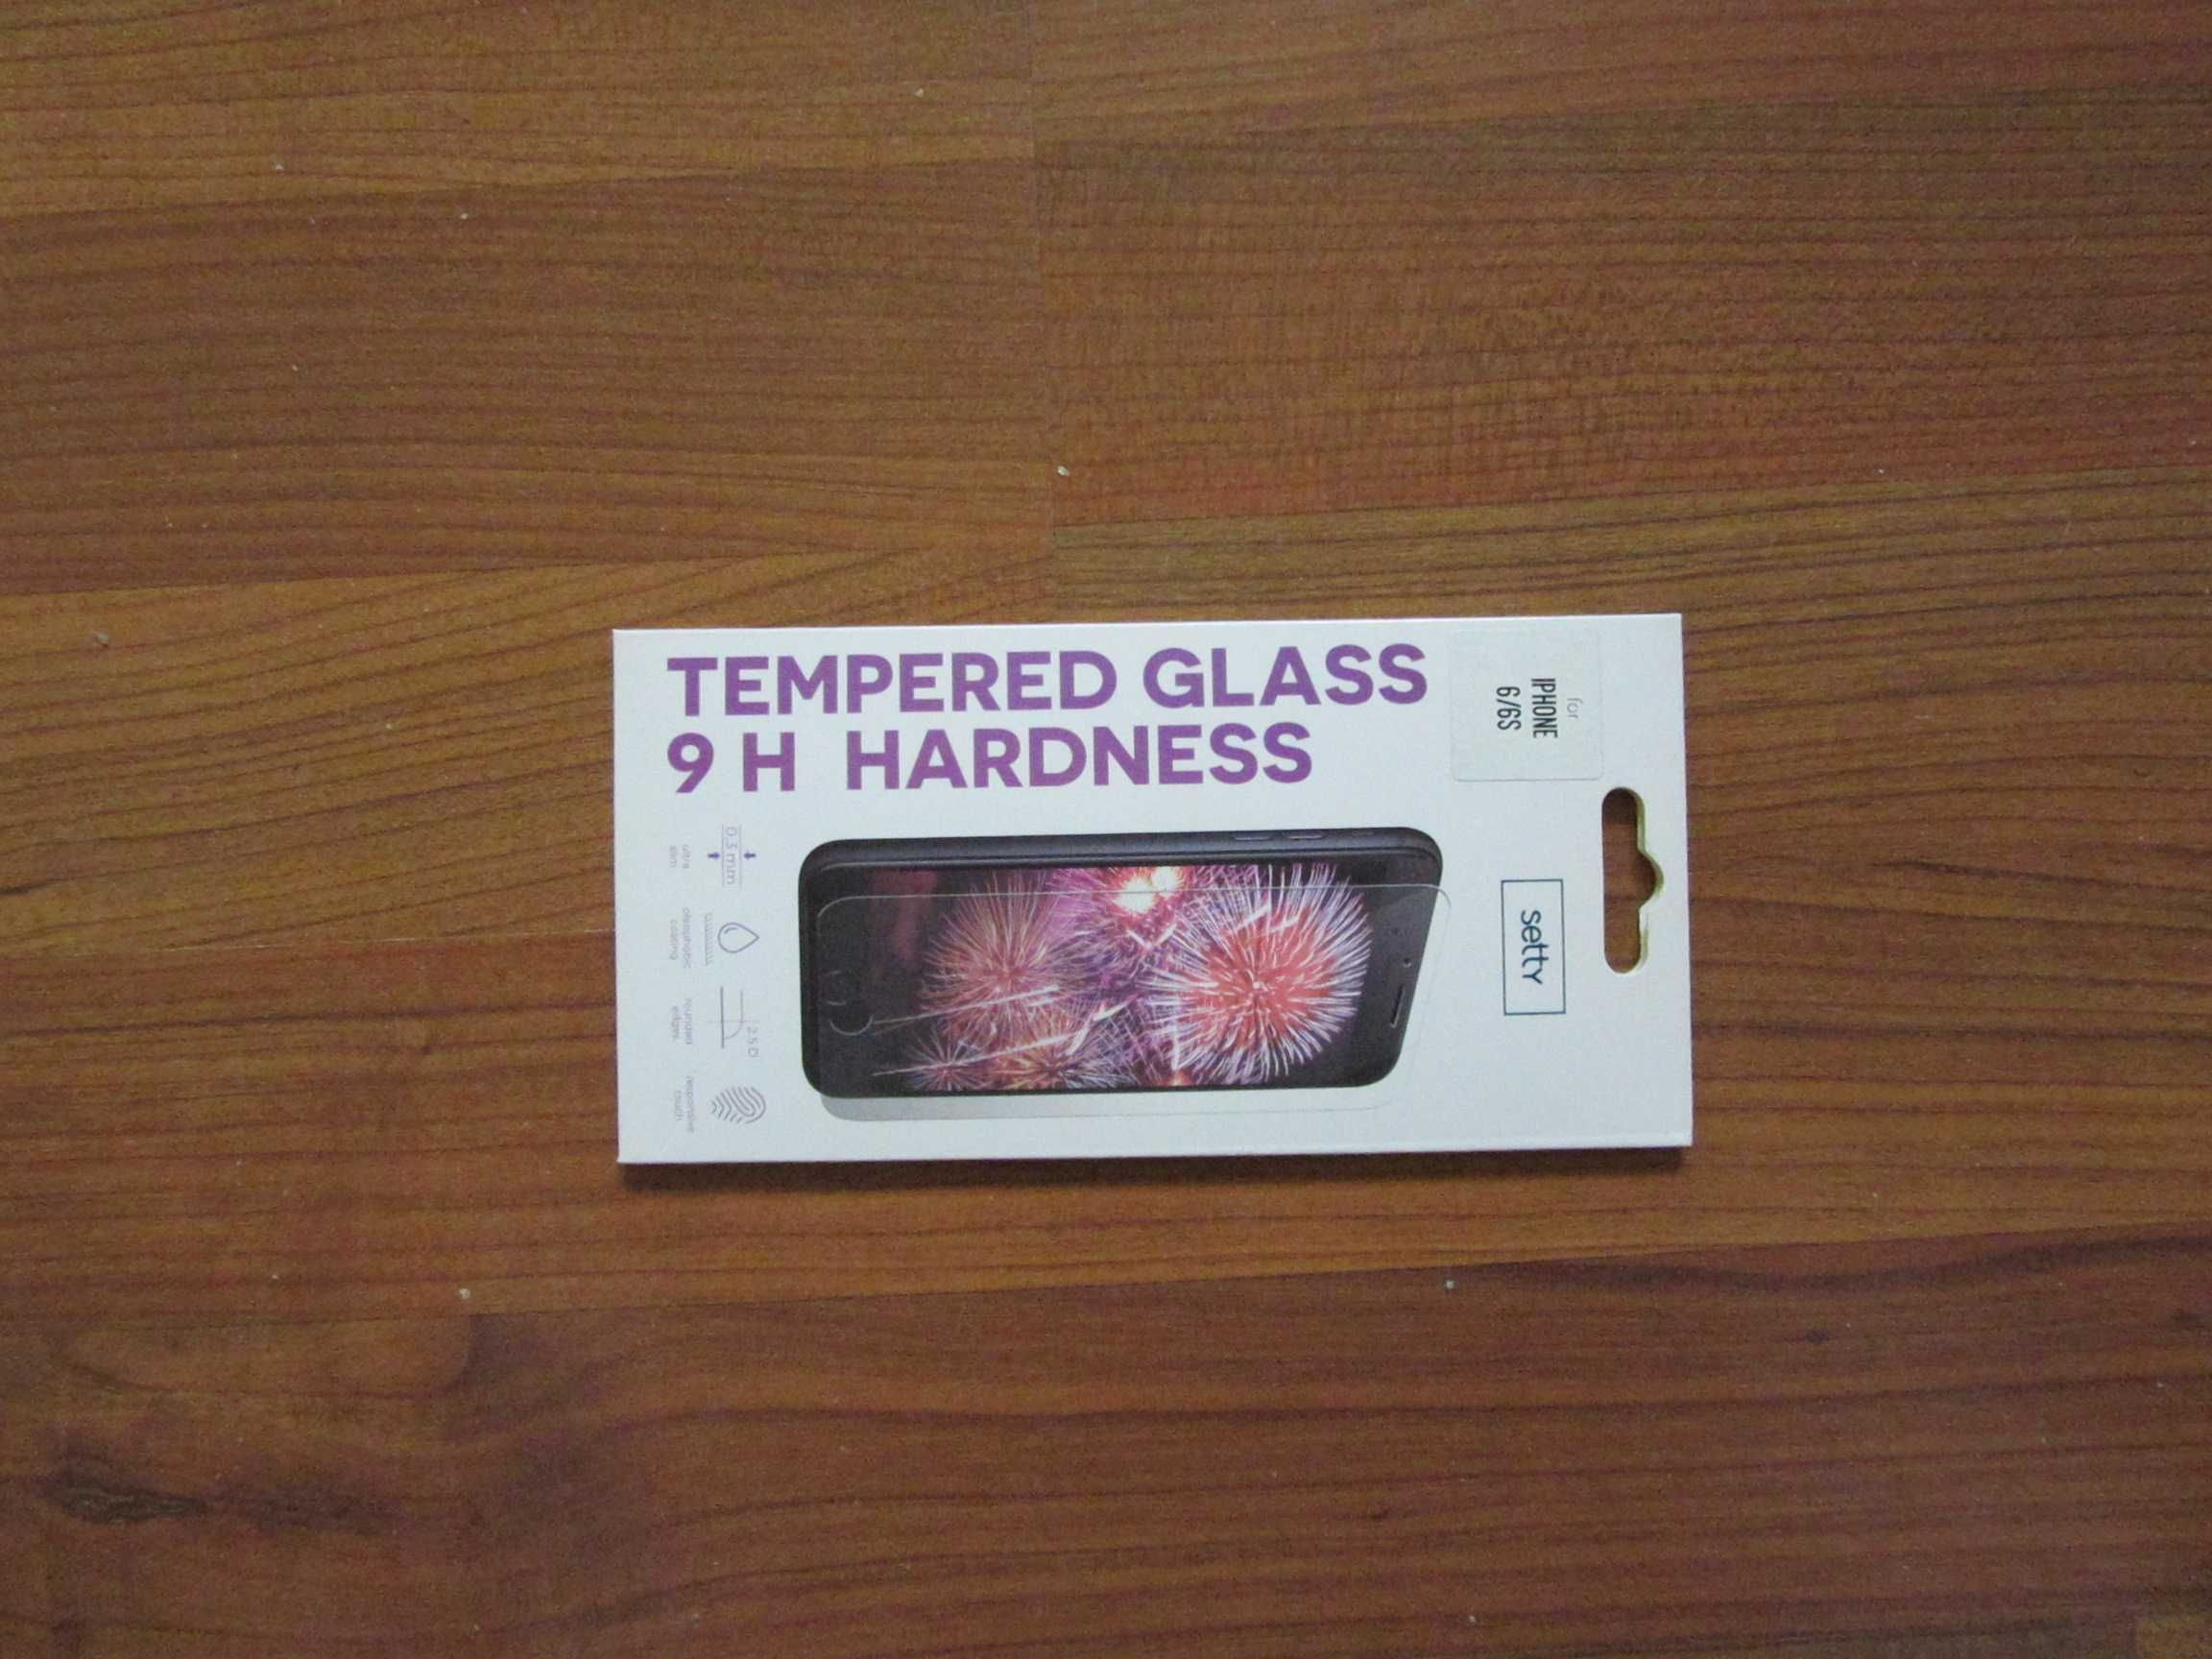 TEMPERED GLASS
9 H HARDNESS
for
IPHONE
6/6S
setty
0.3 mm
ultra
slim
oleophobic
coating
2.5 D
rounded
edges
responsive
touch